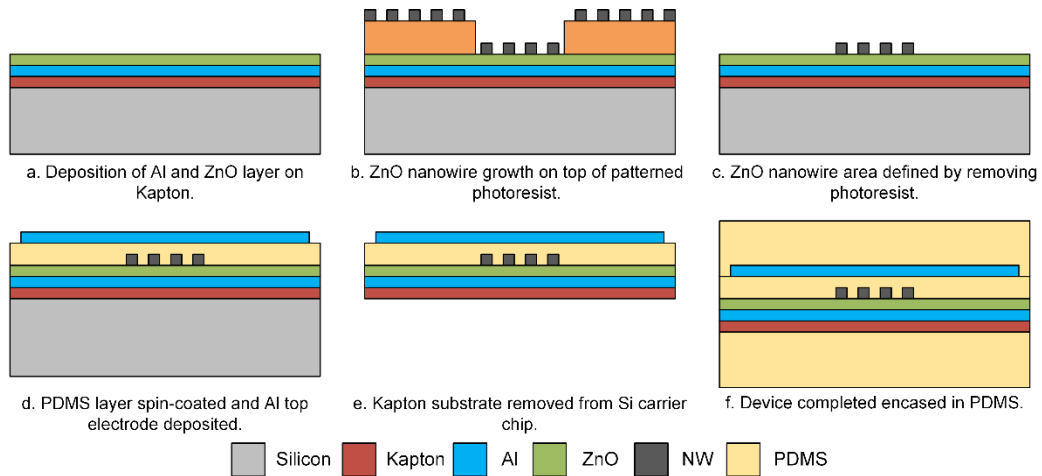 a. Deposition of Al and ZnO layer on
Kapton.
b. ZnO nanowire growth on top of patterned
photoresist.
c. ZnO nanowire area defined by removing
photoresist.
d. PDMS layer spin-coated and Al top
electrode deposited.
e. Kapton substrate removed from Si carrier
chip.
f. Device completed encased in PDMS.
Silicon Kapton Al ZnO NW PDMS